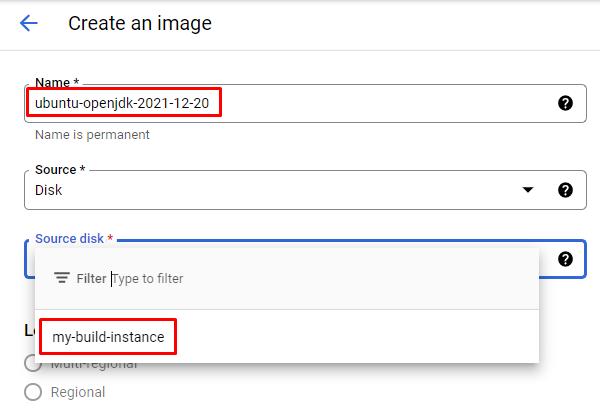 Create an image
Name *
ubuntu-openjdk-2021-12-20
Name is permanent
Source *
Disk
Source disk *
Filter Type to filter
my-build-instance
Multi-regional
Regional